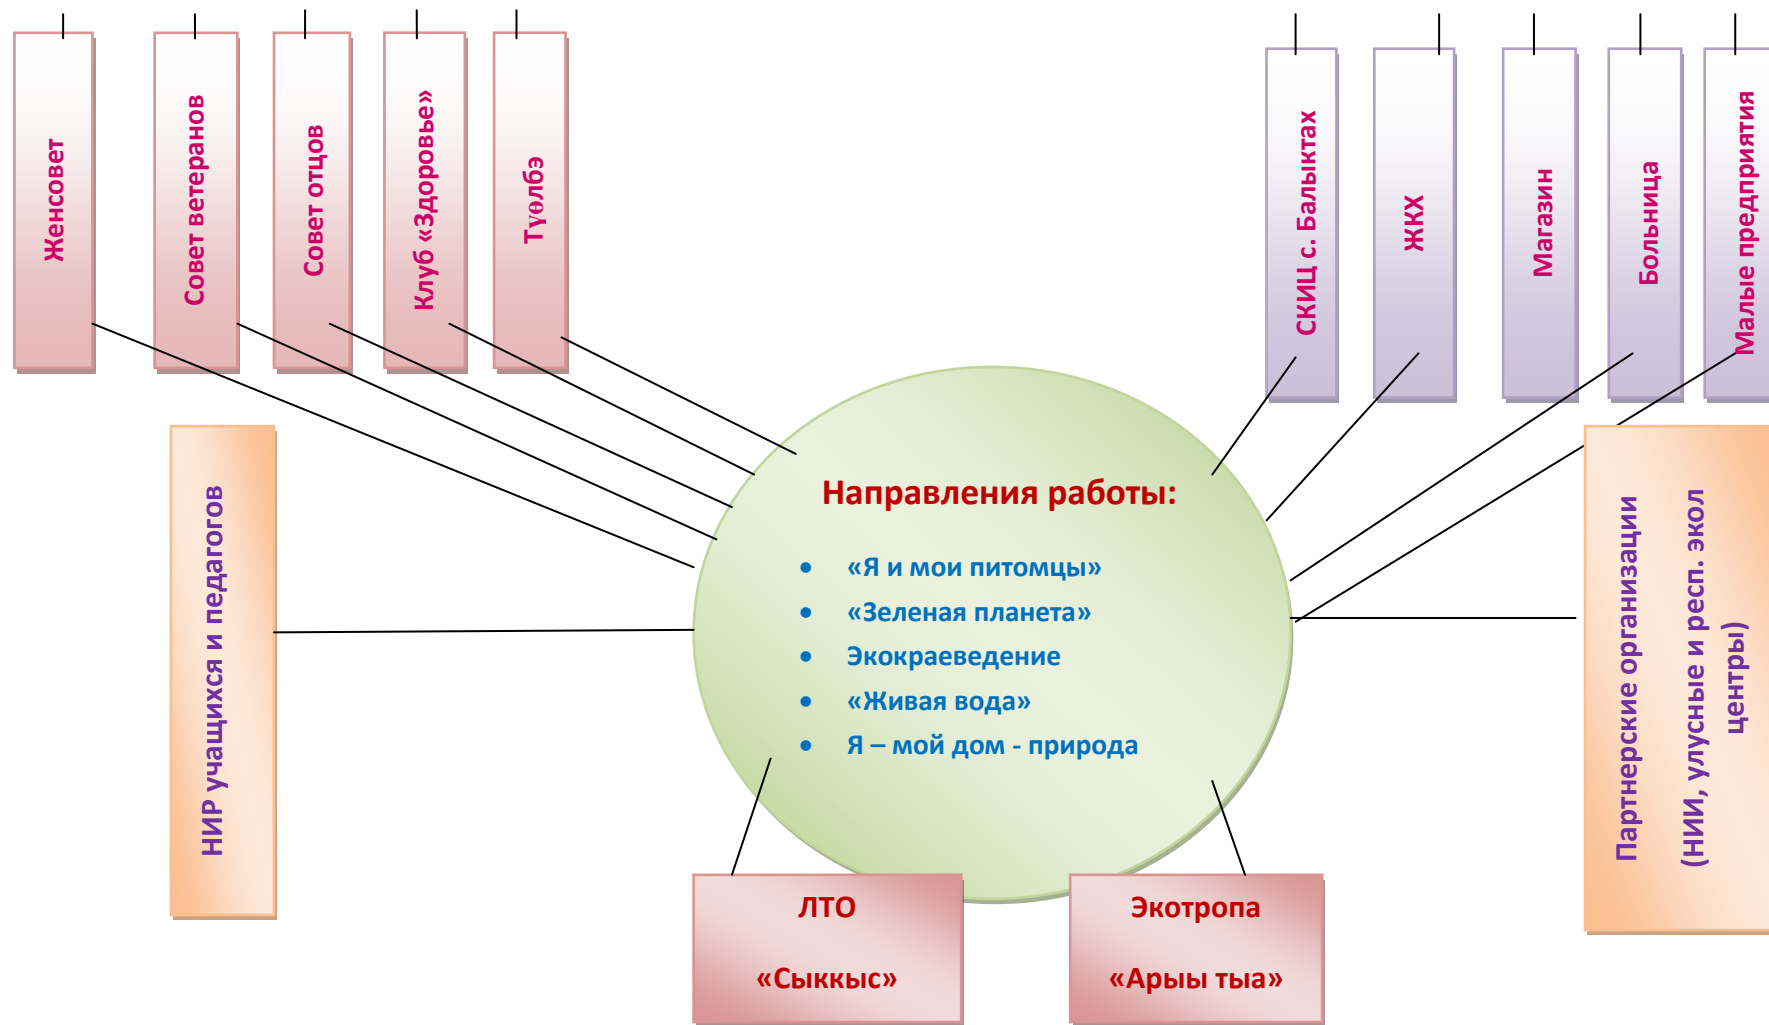 Женсовет
Совет ветеранов
Совет отцов
Клуб «Здоровье»
Түөлбэ
СКИЦ с. Балыктах
ЖКХ
Магазин
Больница
Малые предприятия
НИР учащихся и педагогов
Направления работы:
• «Я и мои питомцы»
• «Зеленая планета»
• Экокраеведение
• «Живая вода»
• Я – мой дом - природа
Партнерские организации
(НИИ, улусные и респ. экол
центры)
ЛТО
«Сыккыс»
Экотропа
«Арыы тыа»